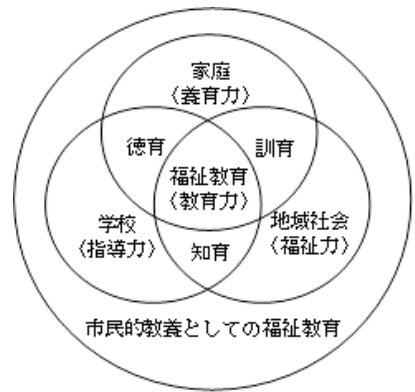 家庭
(養育力)
徳育
訓育
福祉教育
(教育力)
学校
(指導力)
地域社会
(福祉力)
知育
市民的教養としての福祉教育